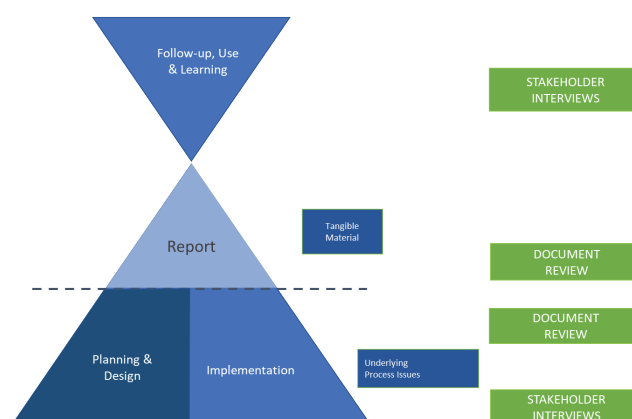 Follow-up, Use
& Learning
STAKEHOLDER
INTERVIEWS
Report
Tangible
Material
DOCUMENT
REVIEW
DOCUMENT
REVIEW
Planning &
Design
Implementation
Underlying
Process Issues
STAKEHOLDER
INTERVIEWS